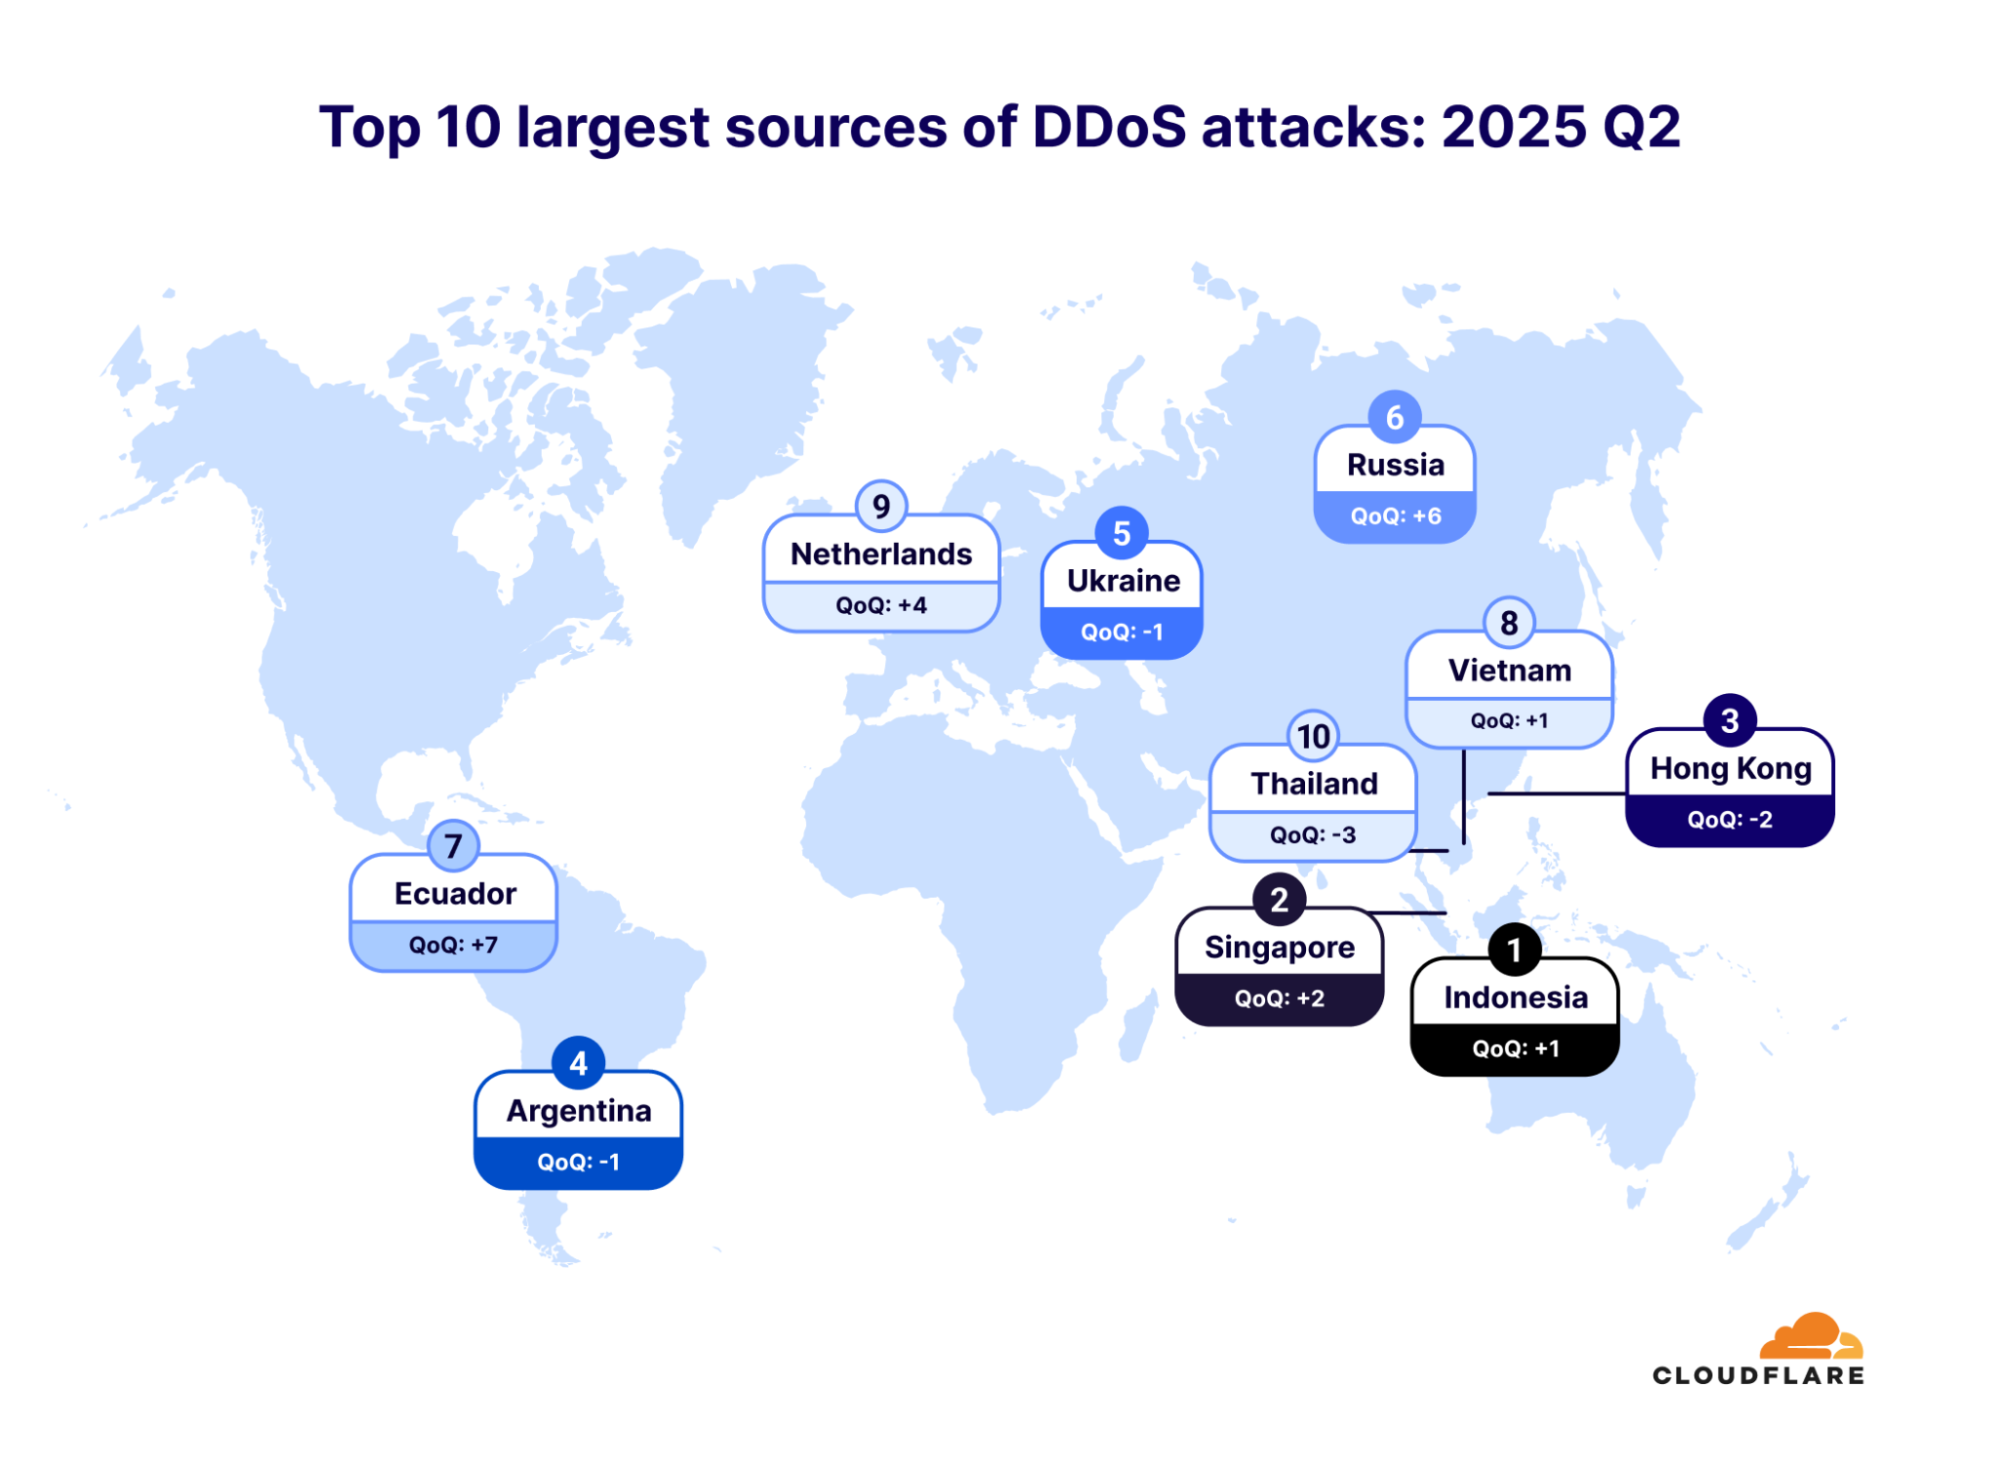 Top 10 largest sources of DDoS attacks: 2025 Q2
6
Russia
QoQ: +6
9
Netherlands
QoQ: +4
5
Ukraine
QoQ: -1
8
Vietnam
QoQ: +1
3
Hong Kong
QoQ: -2
10
Thailand
QoQ: -3
7
Ecuador
QoQ: +7
2
Singapore
QoQ: +2
1
Indonesia
QoQ: +1
4
Argentina
QoQ: -1
CLOUDFLARE